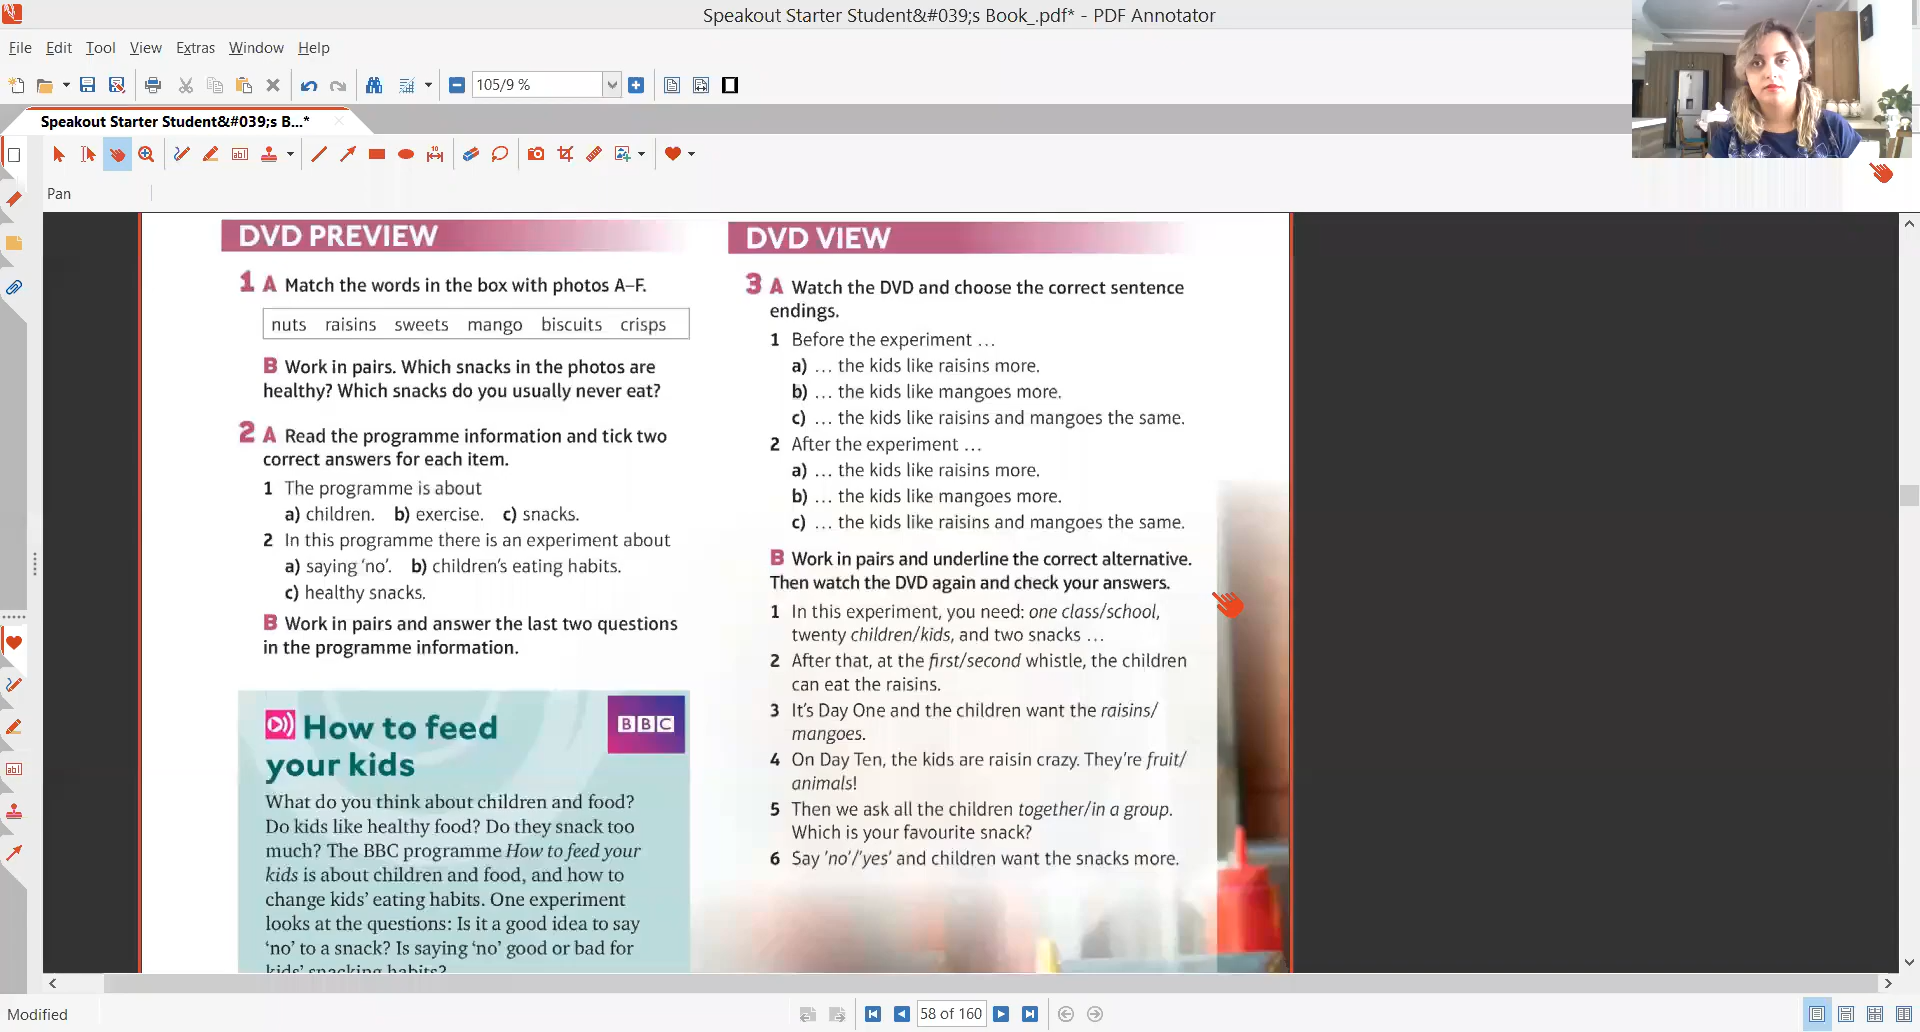 Speakout Starter Student&#039;s Book_.pdf* - PDF Annotator
File Edit Tool View Extras Window Help
105/9 %
Speakout Starter Student&#039;s B...*
Pan
DVD PREVIEW
1 A Match the words in the box with photos A–F.
nuts raisins sweets mango biscuits crisps
B Work in pairs. Which snacks in the photos are
healthy? Which snacks do you usually never eat?
2 A Read the programme information and tick two
correct answers for each item.
1 The programme is about
a) children. b) exercise. c) snacks.
2 In this programme there is an experiment about
a) saying ‘no’. b) children’s eating habits.
c) healthy snacks.
B Work in pairs and answer the last two questions
in the programme information.
How to feed
your kids
BBC
What do you think about children and food?
Do kids like healthy food? Do they snack too
much? The BBC programme How to feed your
kids is about children and food, and how to
change kids’ eating habits. One experiment
looks at the questions: Is it a good idea to say
‘no’ to a snack? Is saying ‘no’ good or bad for
kids’ snacking habits?
DVD VIEW
3 A Watch the DVD and choose the correct sentence
endings.
1 Before the experiment …
a) … the kids like raisins more.
b) … the kids like mangoes more.
c) … the kids like raisins and mangoes the same.
2 After the experiment …
a) … the kids like raisins more.
b) … the kids like mangoes more.
c) … the kids like raisins and mangoes the same.
B Work in pairs and underline the correct alternative.
Then watch the DVD again and check your answers.
1 In this experiment, you need: one class/school,
twenty children/kids, and two snacks …
2 After that, at the first/second whistle, the children
can eat the raisins.
3 It’s Day One and the children want the raisins/
mangoes.
4 On Day Ten, the kids are raisin crazy. They’re fruit/
animals!
5 Then we ask all the children together/in a group.
Which is your favourite snack?
6 Say ‘no’/‘yes’ and children want the snacks more.
Modified
58 of 160